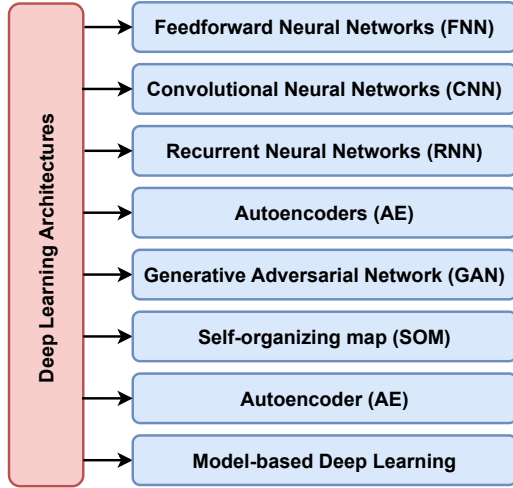 Deep Learning Architectures
Feedforward Neural Networks (FNN)
Convolutional Neural Networks (CNN)
Recurrent Neural Networks (RNN)
Autoencoders (AE)
Generative Adversarial Network (GAN)
Self-organizing map (SOM)
Autoencoder (AE)
Model-based Deep Learning